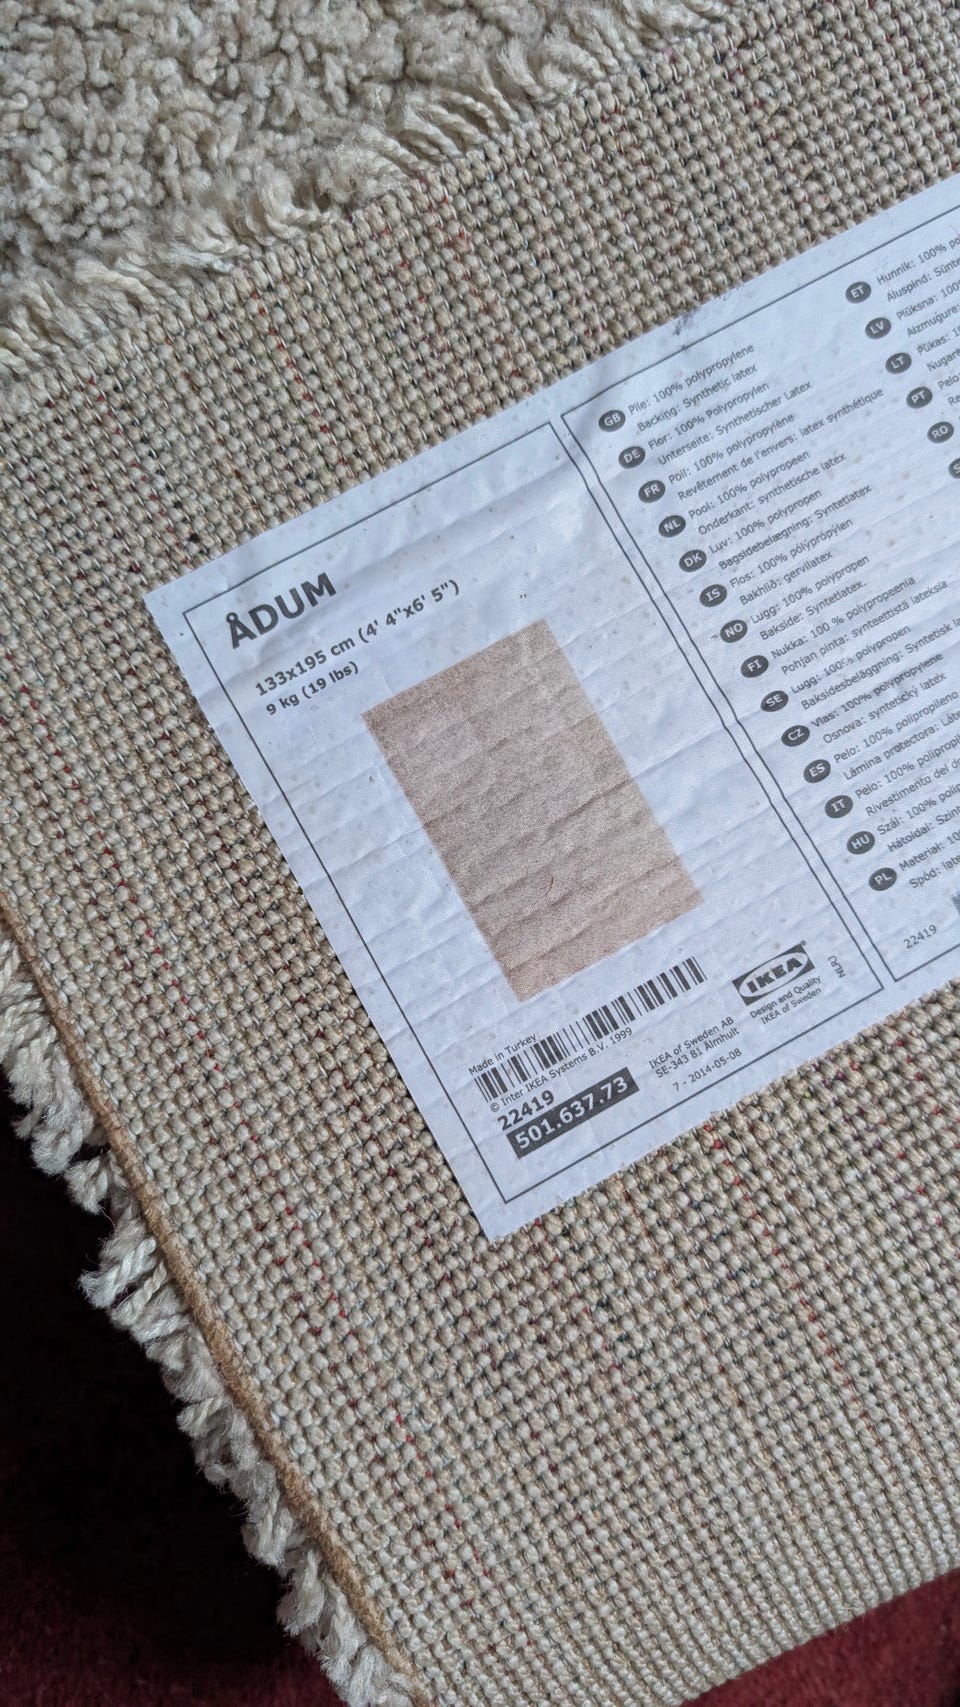 ÅDUM
133x195 cm (4' 4"x6' 5")
9 kg (19 lbs)
Made in Turkey
© Inter IKEA Systems B.V. 1999
22419
501.637.73
IKEA of Sweden AB
SE-343 81 Älmhult
7 - 2014-05-08
IKEA
Design and Quality
IKEA of Sweden
GB Pile: 100% polypropylene
Backing: Synthetic latex
DE Flor: 100% Polypropylen
Unterseite: Synthetischer Latex
FR Poil: 100% polypropylène
Revêtement de l'envers: latex synthétique
NL Pool: 100% polypropeen
Onderkant: synthetische latex
DK Luv: 100% polypropen
Bagsidebelægning: Syntetlatex
IS Flos: 100% pólýprópýlen
Bakhlið: gervilatex
NO Lugg: 100% polypropen
Bakside: Syntetlatex.
FI Nukka: 100 % polypropeenia
Pohjan pinta: synteettistä lateksia
SE Lugg: 100% polypropen
Baksidesbeläggning: Syntetisk
CZ Vlas: 100% polypropylene
Osnova: syntetický latex
ES Pelo: 100% polipropileno
Lámina protectora:
IT Pelo: 100%
Rivestimento del
HU Szál: 100%
Hátoldal:
PL Materiał:
Spód:
22419
ET Hunnik: 100%
Aluspind:
LV Plūksna:
Aizmugure:
LT Pūkas:
PT Pelo:
RO